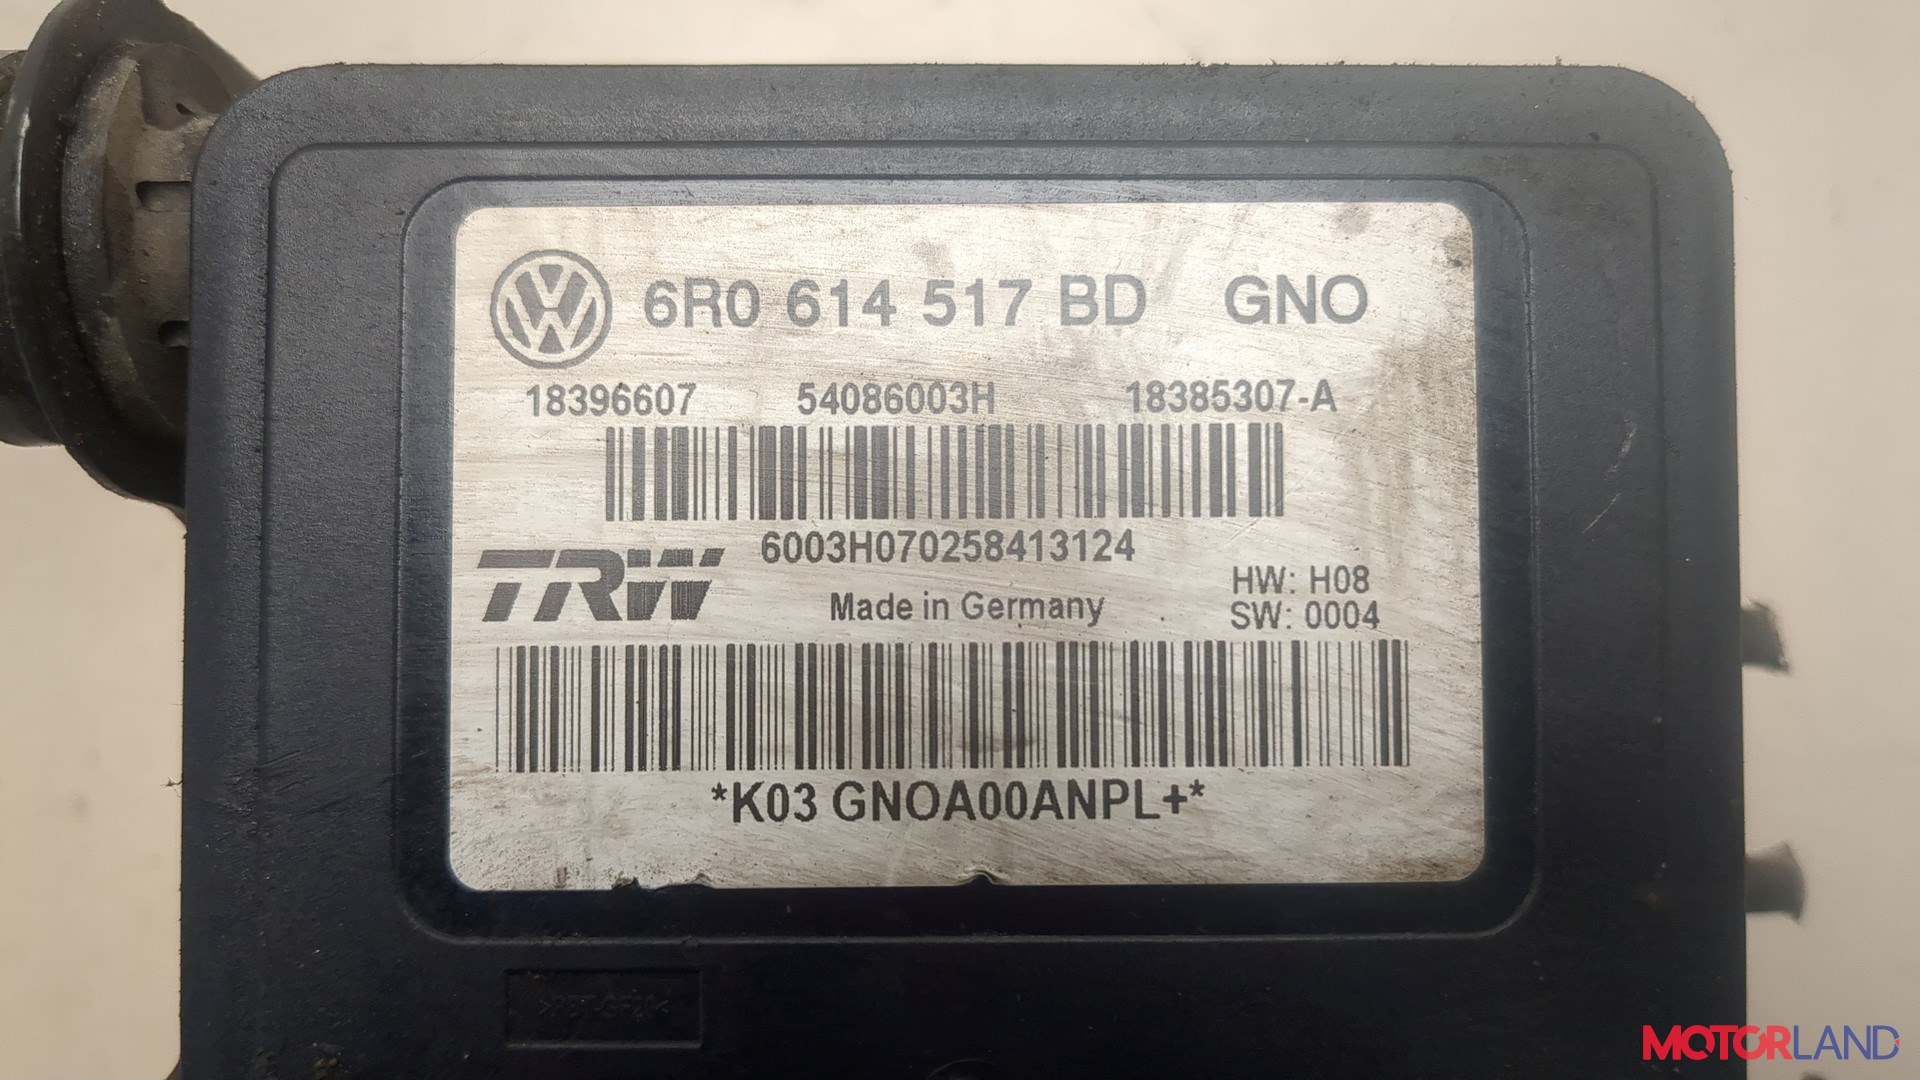 6R0 614 517 BD GNO
18396607 54086003H 18385307-A
6003H070258413124
TRW
Made in Germany
HW: H08
SW: 0004
*K03 GNOA00ANPL+*
MOTORLAND